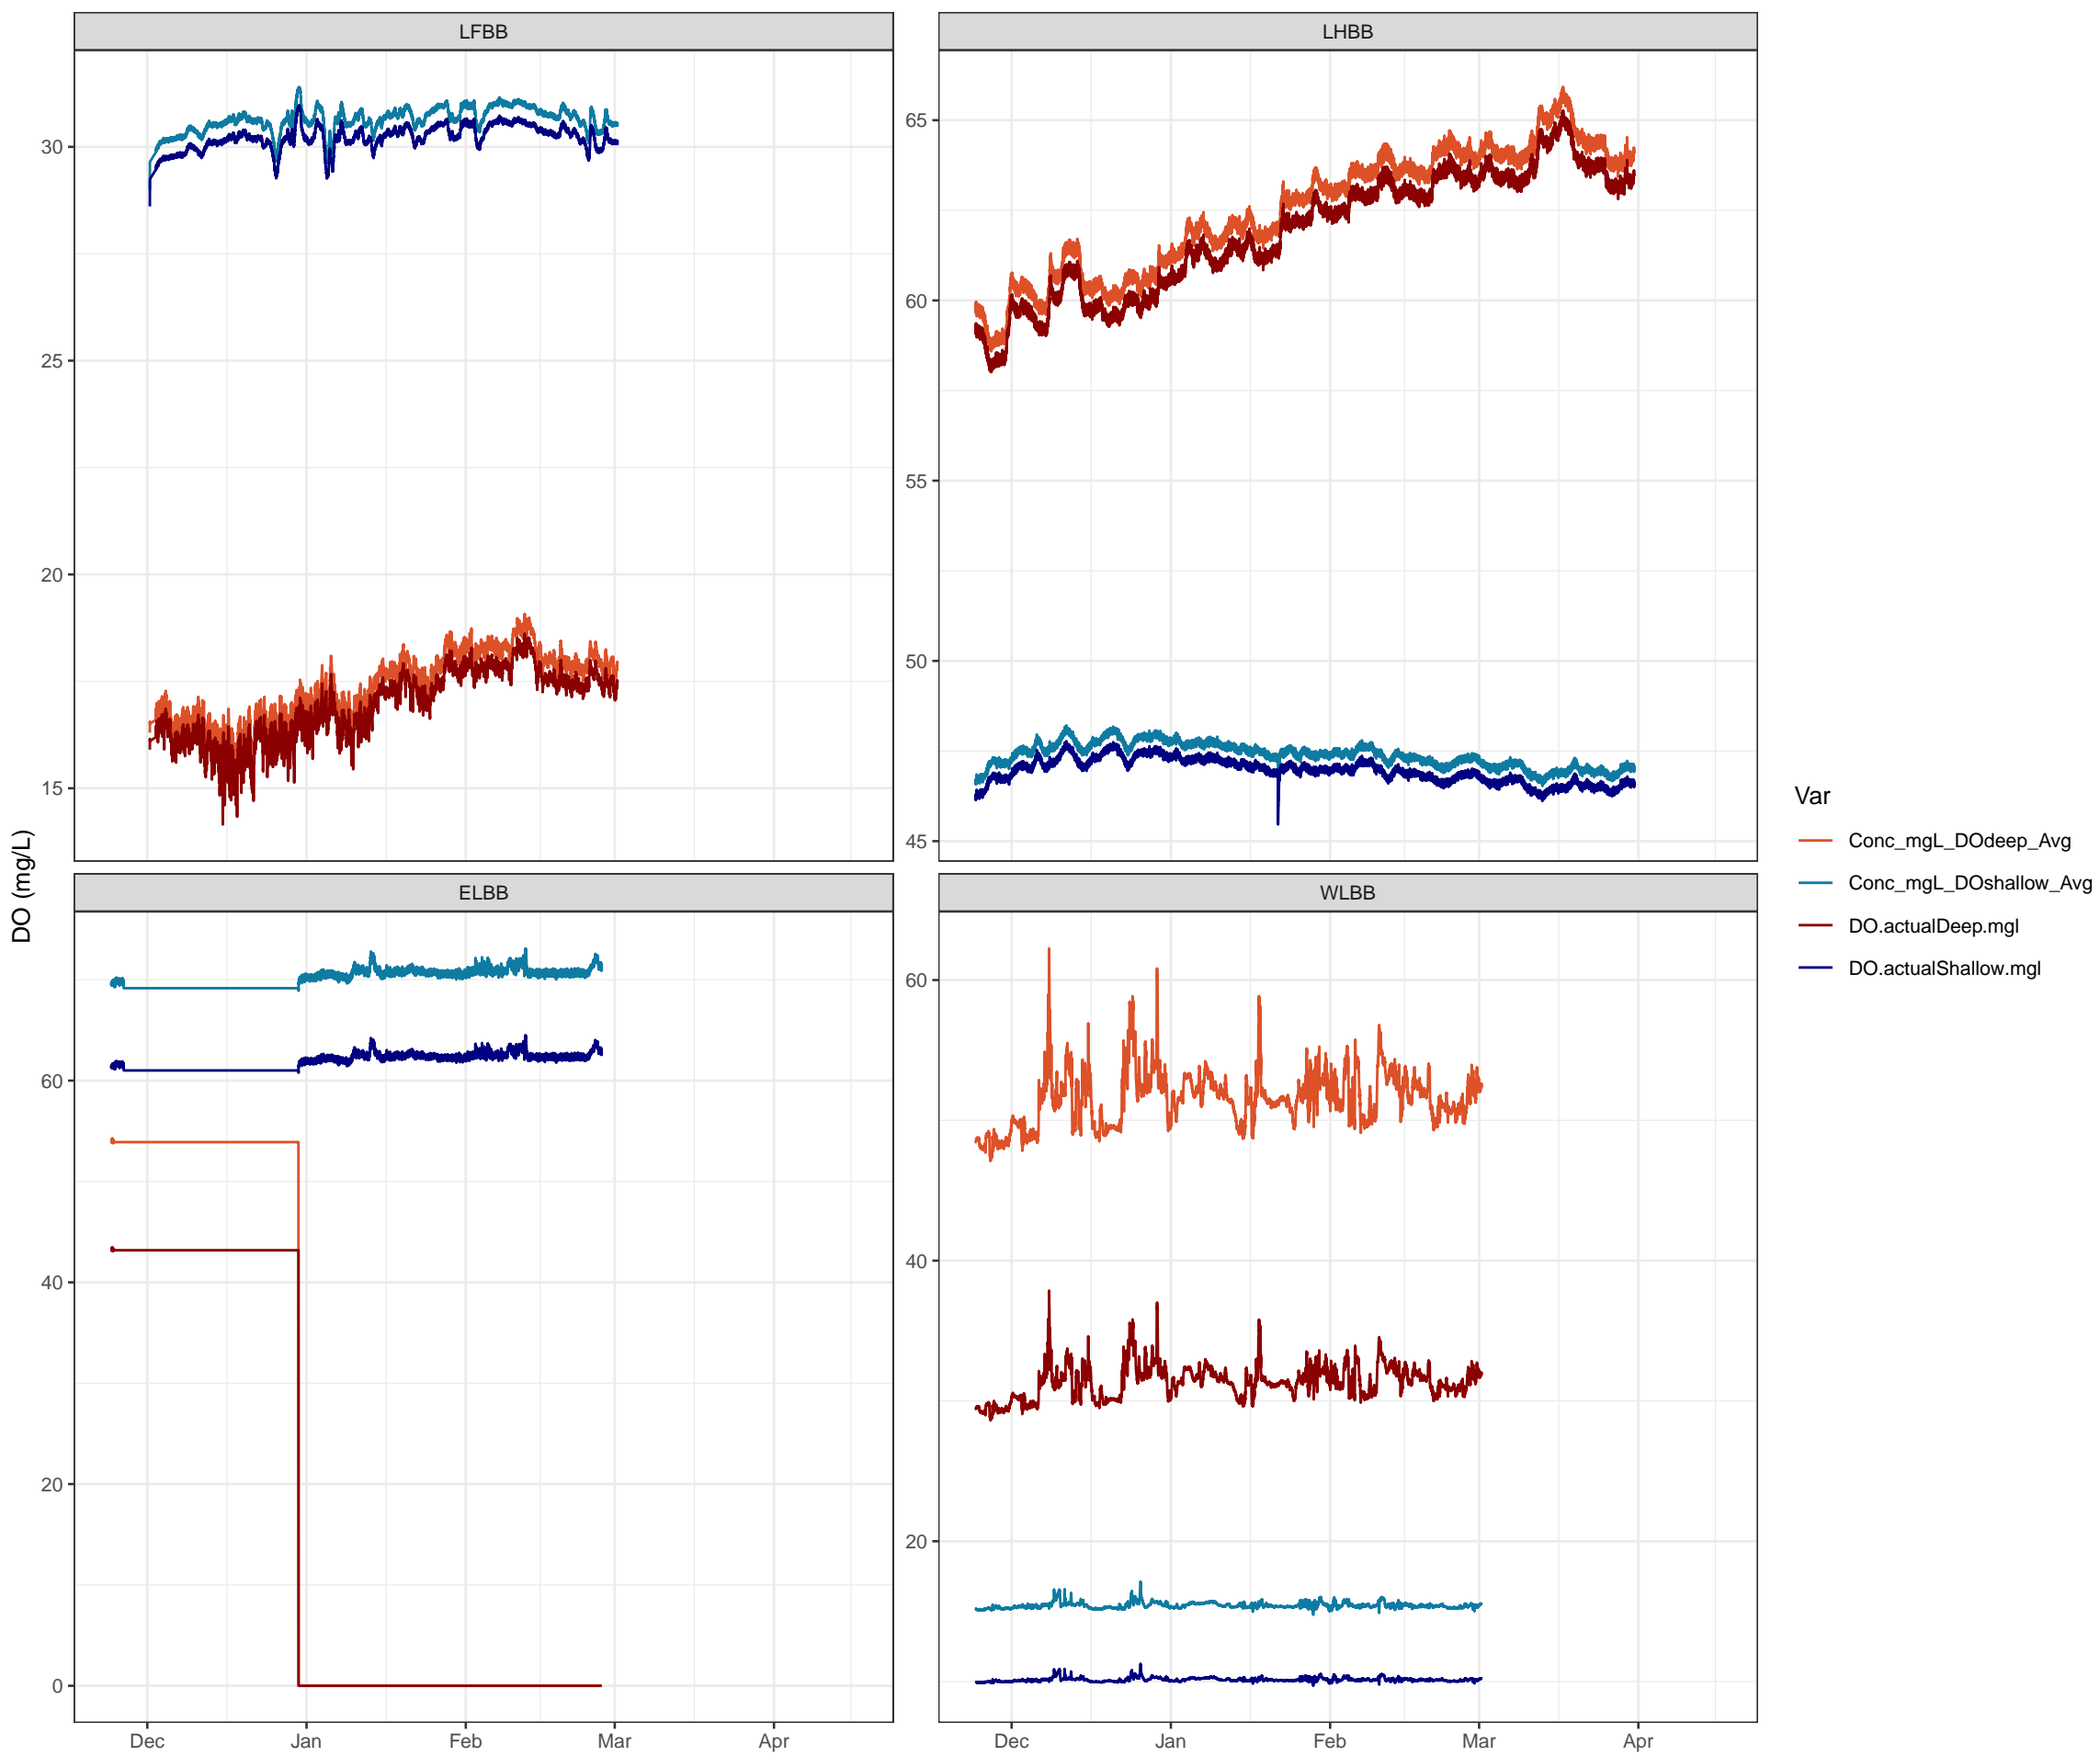 LFBB
LHBB
30
25
20
15
65
60
55
50
45
ELBB
WLBB
60
40
20
0
60
40
20
Dec Jan Feb Mar Apr
Dec Jan Feb Mar Apr
DO (mg/L)
Var
Conc_mgL_DOdeep_Avg
Conc_mgL_DOshallow_Avg
DO.actualDeep.mgl
DO.actualShallow.mgl